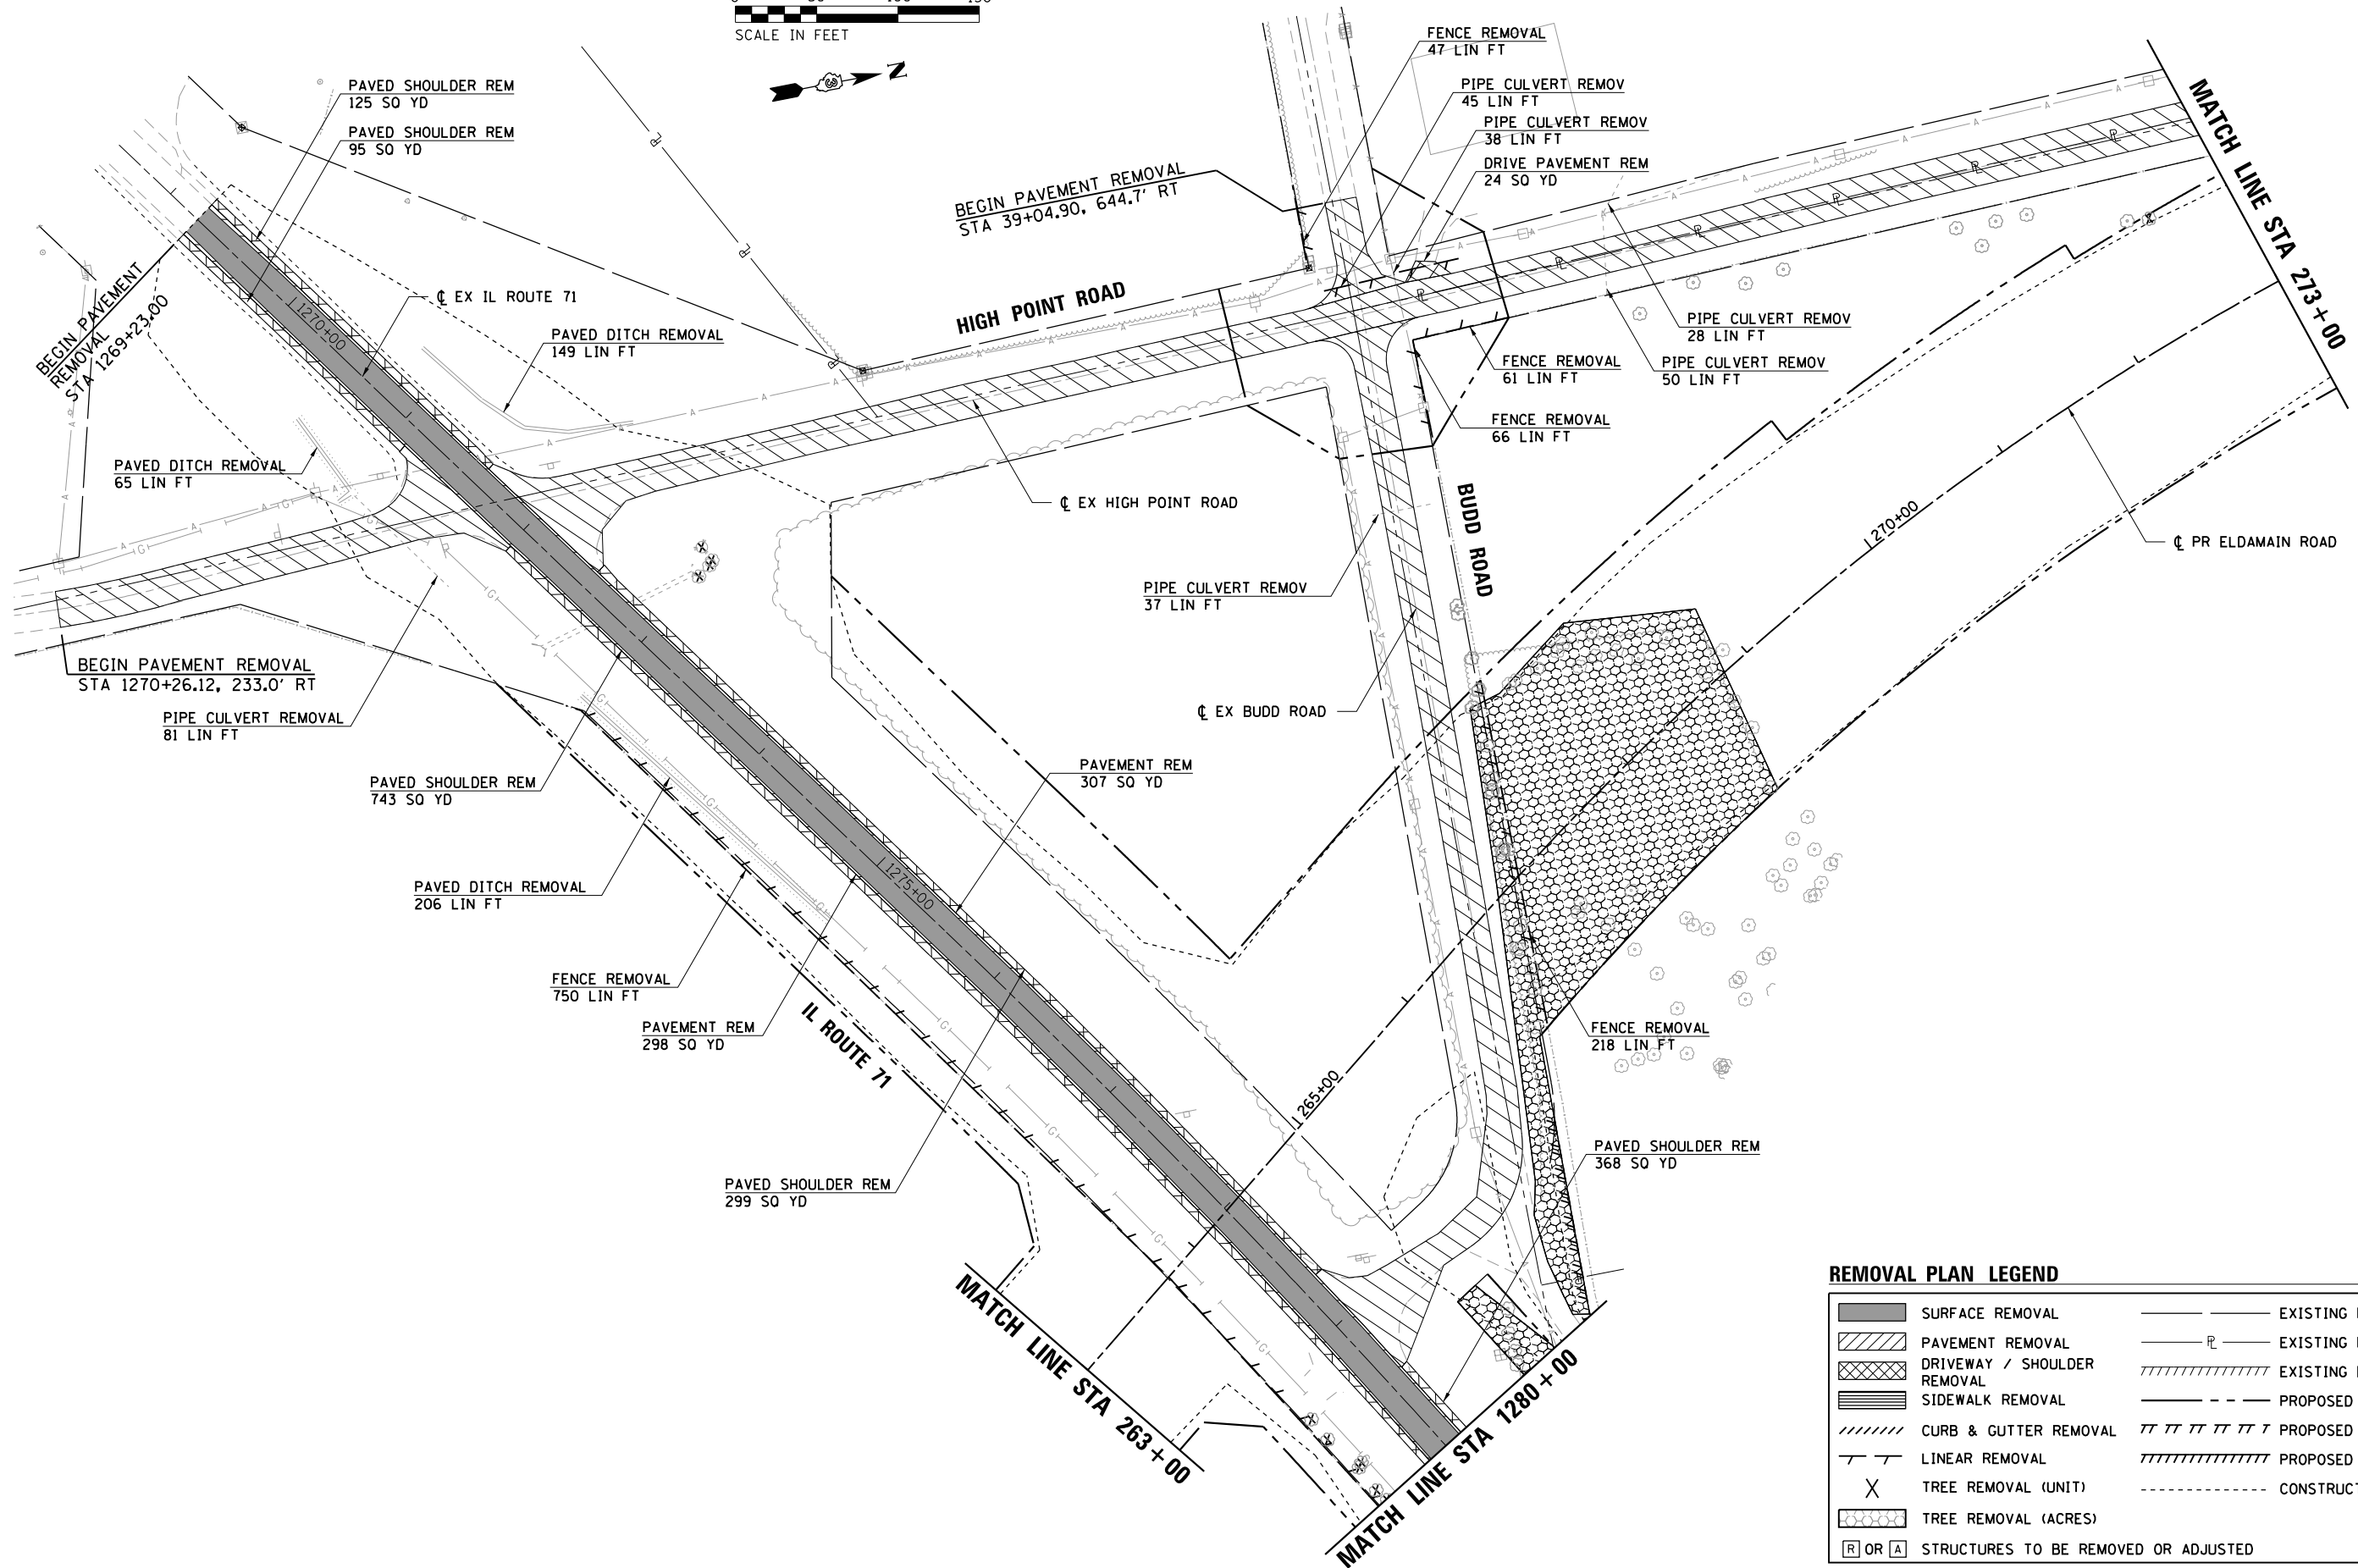 SCALE IN FEET
N
PAVED SHOULDER REM
125 SQ YD
PAVED SHOULDER REM
95 SQ YD
FENCE REMOVAL
47 LIN FT
PIPE CULVERT REMOV
45 LIN FT
PIPE CULVERT REMOV
38 LIN FT
DRIVE PAVEMENT REM
24 SQ YD
BEGIN PAVEMENT REMOVAL
STA 39+04.90, 644.7' RT
MATCH LINE STA 273+00
BEGIN PAVEMENT
REMOVAL
STA 1269+23.00
1270+00
℄ EX IL ROUTE 71
HIGH POINT ROAD
PAVED DITCH REMOVAL
149 LIN FT
PIPE CULVERT REMOV
28 LIN FT
PIPE CULVERT REMOV
50 LIN FT
FENCE REMOVAL
61 LIN FT
FENCE REMOVAL
66 LIN FT
PAVED DITCH REMOVAL
65 LIN FT
℄ EX HIGH POINT ROAD
BUDD ROAD
270+00
℄ PR ELDAMAIN ROAD
PIPE CULVERT REMOV
37 LIN FT
BEGIN PAVEMENT REMOVAL
STA 1270+26.12, 233.0' RT
PIPE CULVERT REMOVAL
81 LIN FT
℄ EX BUDD ROAD
PAVED SHOULDER REM
743 SQ YD
PAVEMENT REM
307 SQ YD
1275+00
PAVED DITCH REMOVAL
206 LIN FT
FENCE REMOVAL
750 LIN FT
PAVEMENT REM
298 SQ YD
IL ROUTE 71
FENCE REMOVAL
218 LIN FT
265+00
PAVED SHOULDER REM
299 SQ YD
PAVED SHOULDER REM
368 SQ YD
MATCH LINE STA 263+00
MATCH LINE STA 1280+00
REMOVAL PLAN LEGEND
SURFACE REMOVAL
EXISTING
PAVEMENT REMOVAL
EXISTING
DRIVEWAY / SHOULDER
REMOVAL
EXISTING
SIDEWALK REMOVAL
PROPOSED
CURB & GUTTER REMOVAL
PROPOSED
LINEAR REMOVAL
PROPOSED
TREE REMOVAL (UNIT)
TREE REMOVAL (ACRES)
R OR A STRUCTURES TO BE REMOVED OR ADJUSTED